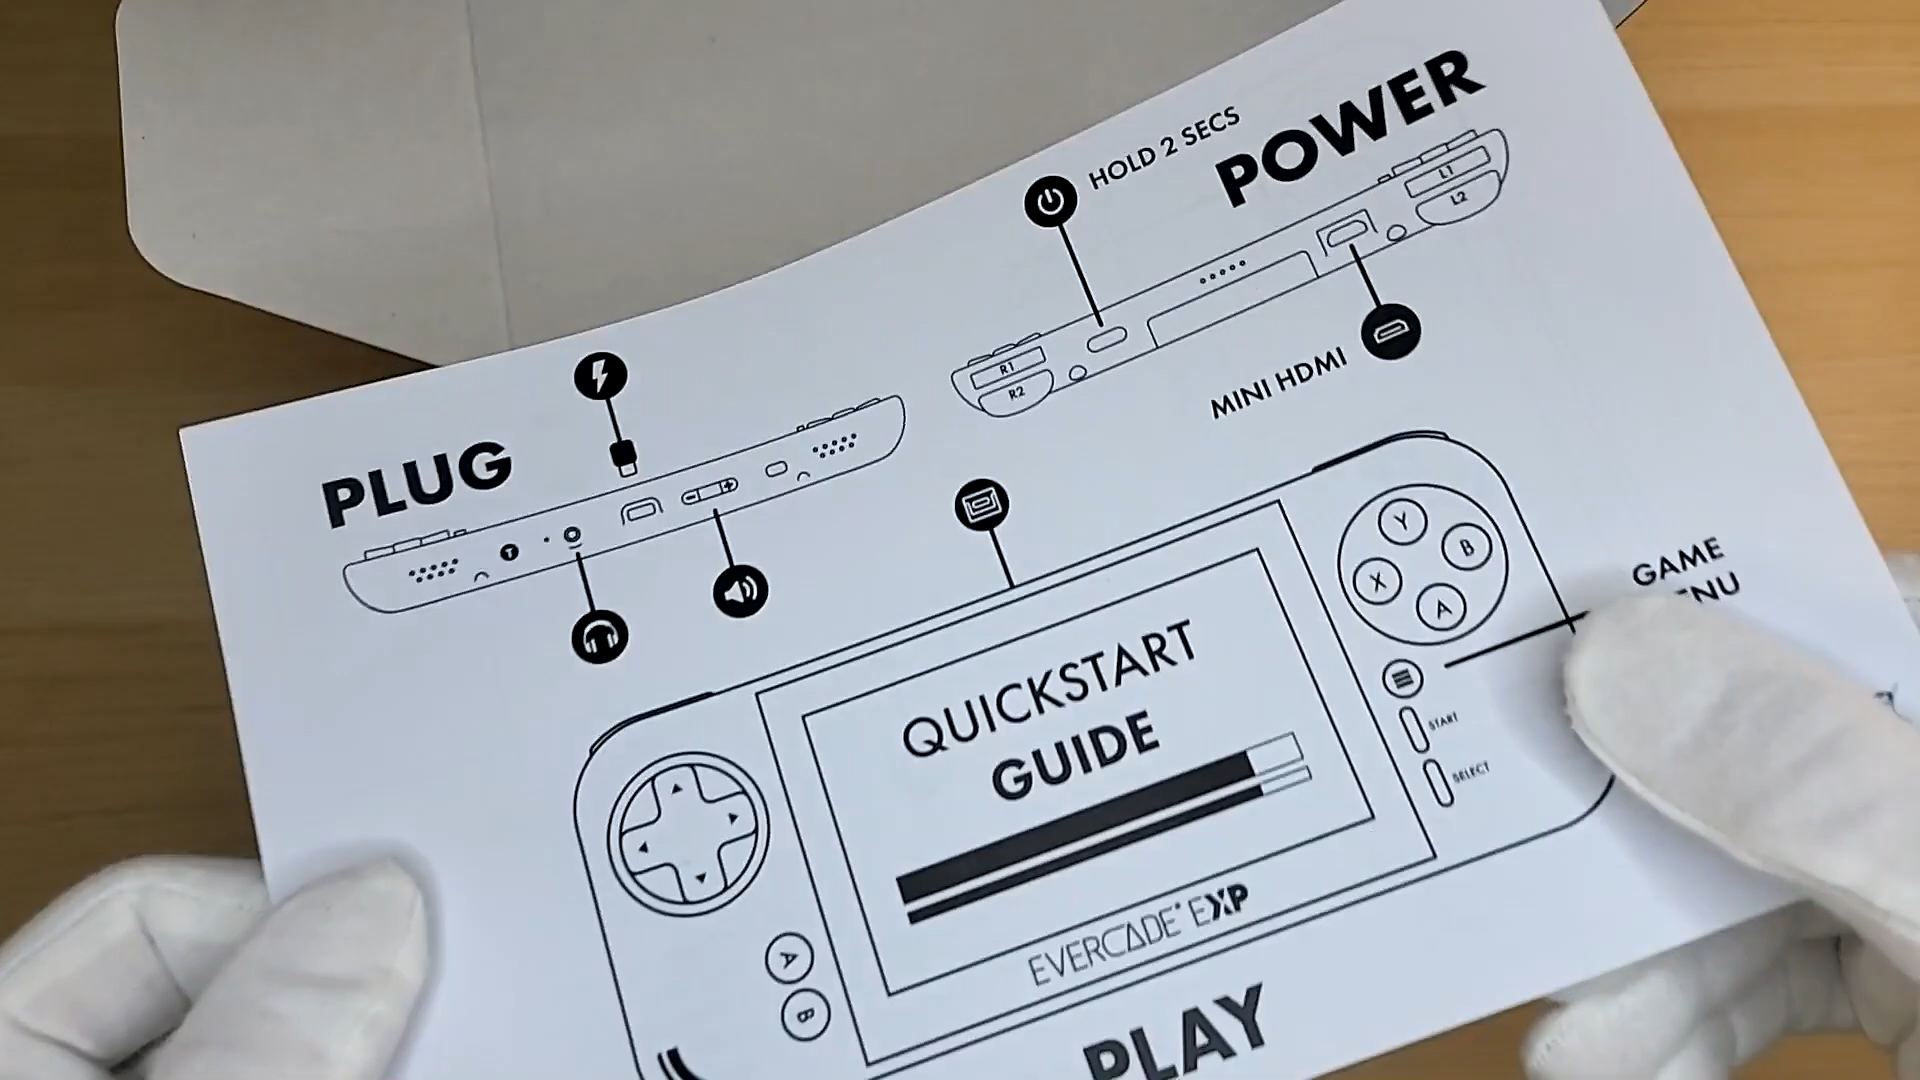 POWER
HOLD 2 SECS
L1
L2
R1
R2
MINI HDMI
PLUG
T
Y
B
X
A
GAME
START
SELECT
QUICKSTART
GUIDE
EVERCADE EXP
A
B
PLAY